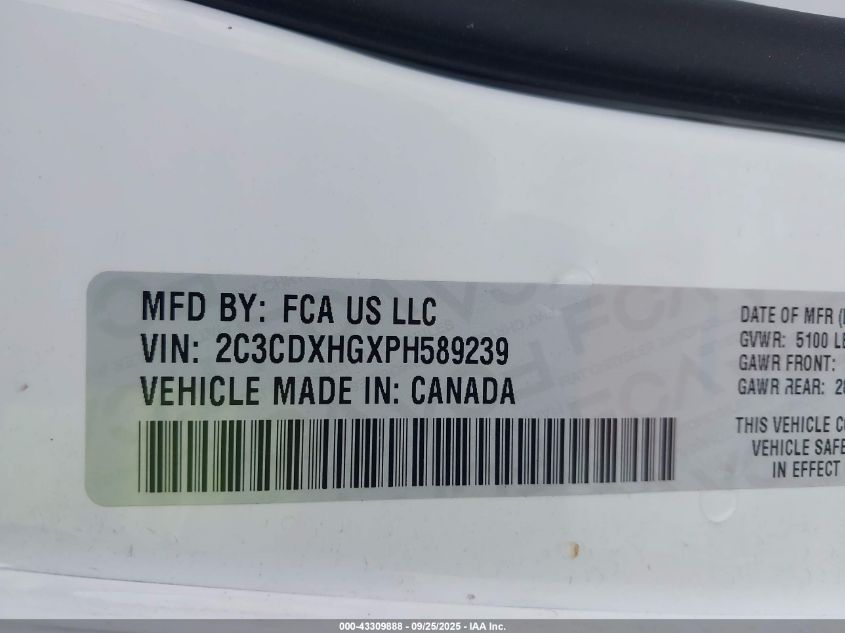 MFD BY: FCA US LLC
VIN: 2C3CDXHGXPH589239
VEHICLE MADE IN: CANADA
DATE OF MFR
GVWR: 5100
GAWR FRONT:
GAWR REAR:
THIS VEHICLE
VEHICLE
IN EFFECT
000-43309888 - 09/25/2025 - IAA Inc.